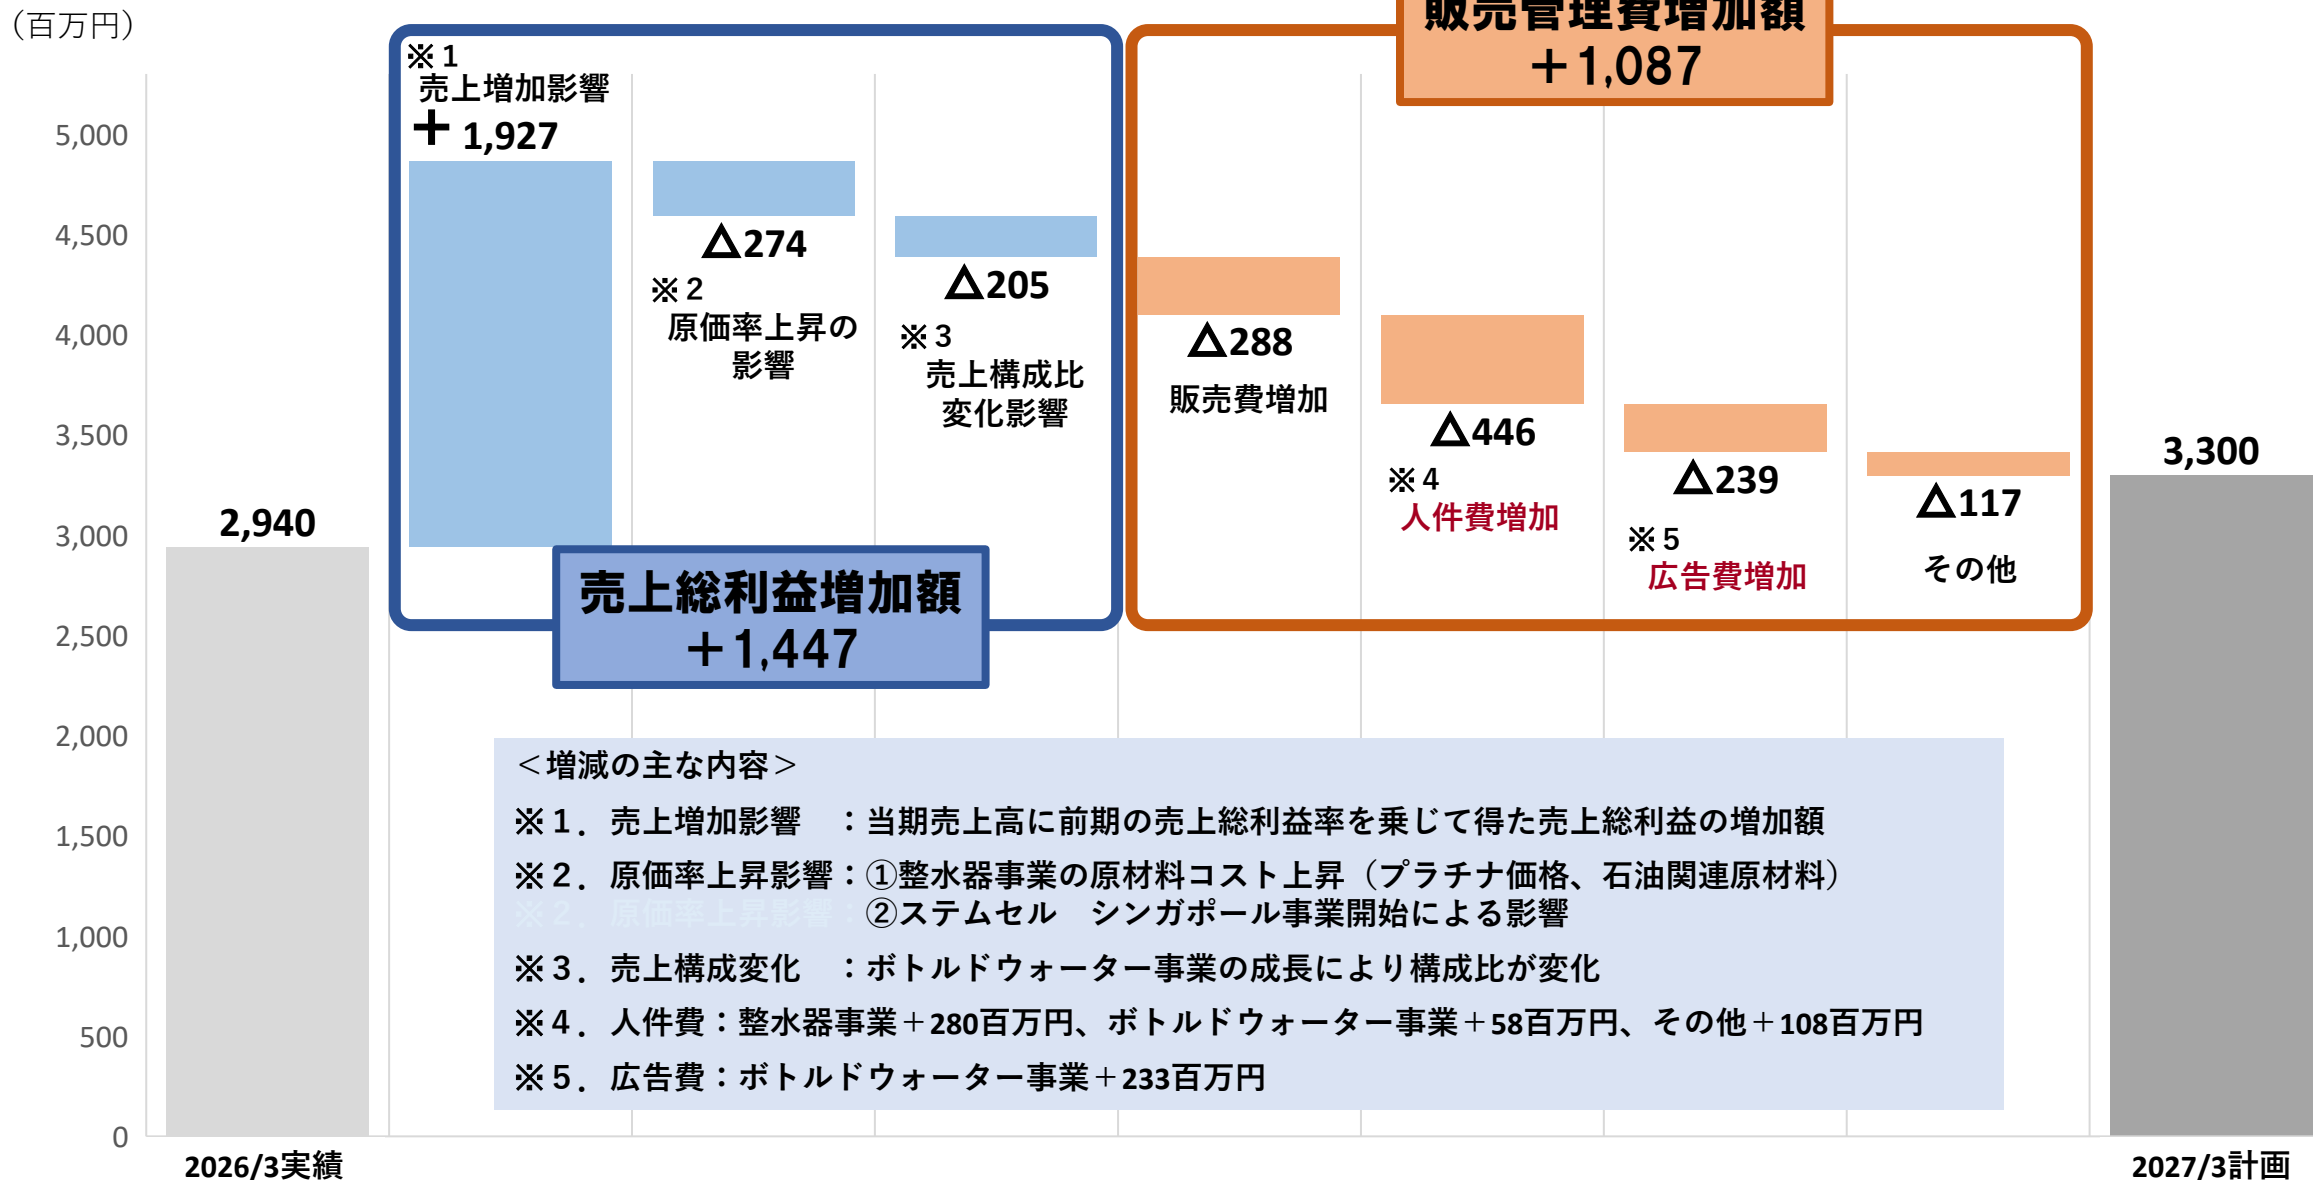 （百万円）
販売管理費増加額
＋1,087
※１
売上増加影響
＋1,927
△274
※２
原価率上昇の
影響
△205
※３
売上構成比
変化影響
△288
販売費増加
△446
※４
人件費増加
△239
※５
広告費増加
△117
その他
2,940
3,300
売上総利益増加額
＋1,447
5,000
4,500
4,000
3,500
3,000
2,500
2,000
1,500
1,000
500
0
＜増減の主な内容＞
※１．売上増加影響　：当期売上高に前期の売上総利益率を乗じて得た売上総利益の増加額
※２．原価率上昇影響：①整水器事業の原材料コスト上昇（プラチナ価格、石油関連原材料）
※２．原価率上昇影響：②ステムセル　シンガポール事業開始による影響
※３．売上構成変化　：ボトルドウォーター事業の成長により構成比が変化
※４．人件費：整水器事業＋280百万円、ボトルドウォーター事業＋58百万円、その他＋108百万円
※５．広告費：ボトルドウォーター事業＋233百万円
2026/3実績
2027/3計画